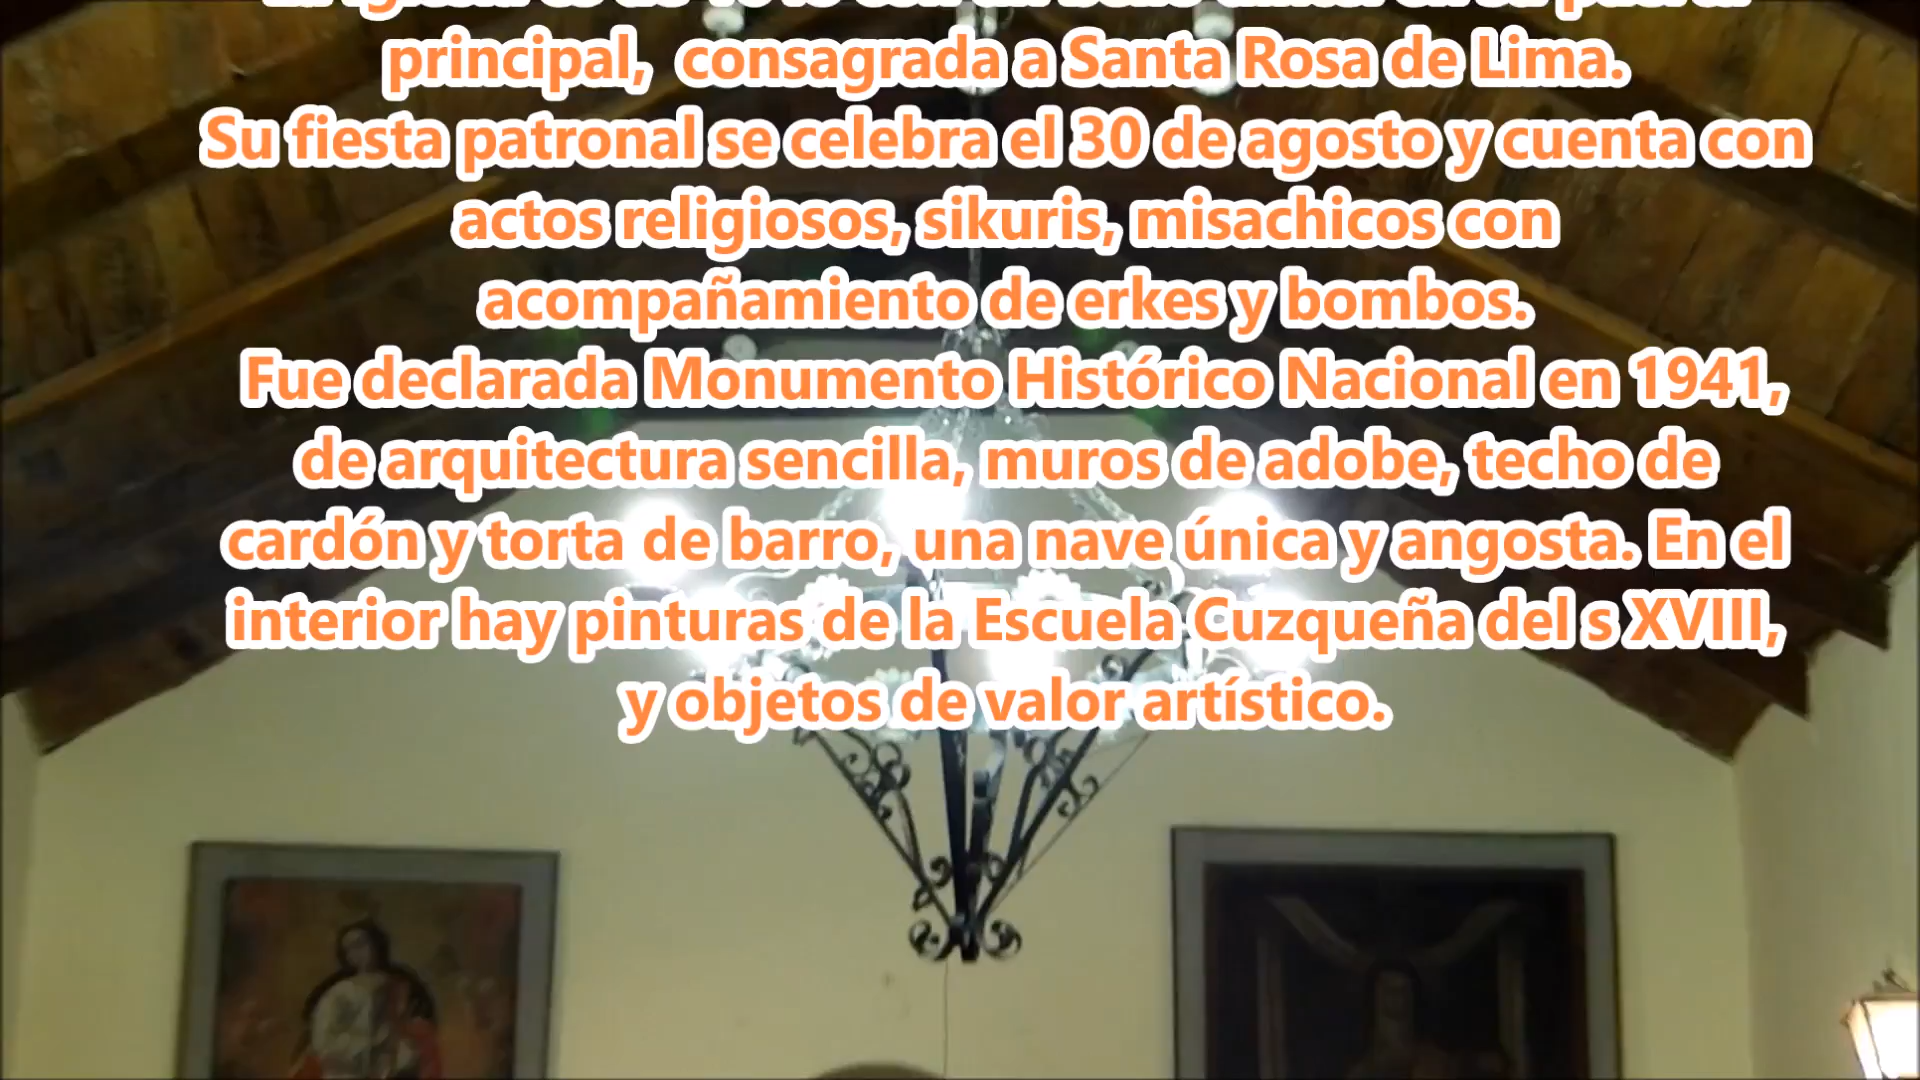 principal, consagrada a Santa Rosa de Lima.
Su fiesta patronal se celebra el 30 de agosto y cuenta con
actos religiosos, sikuris, misachicos con
acompañamiento de erkes y bombos.
Fue declarada Monumento Histórico Nacional en 1941,
de arquitectura sencilla, muros de adobe, techo de
cardón y torta de barro, una nave única y angosta. En el
interior hay pinturas de la Escuela Cuzqueña del s XVIII,
y objetos de valor artístico.